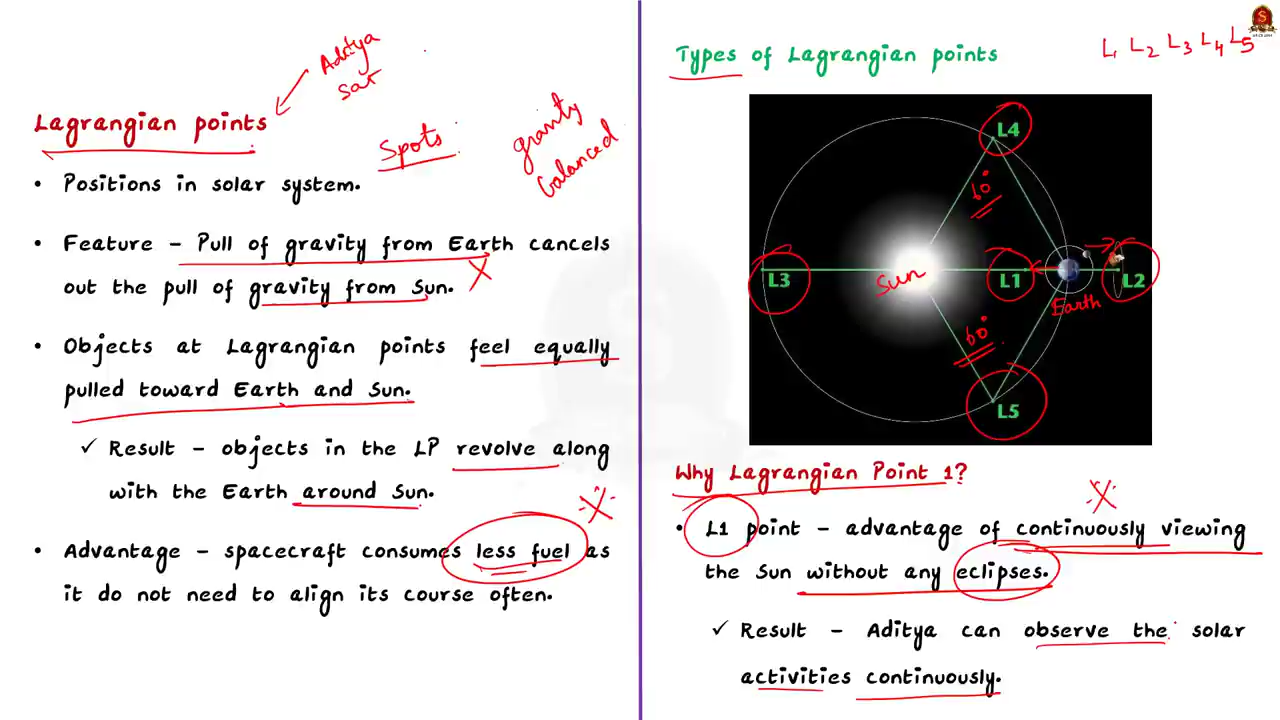 Aditya
sat
Lagrangian points
Spots
gravity
balanced
• Positions in solar system.
• Feature - Pull of gravity from Earth cancels
out the pull of gravity from Sun.
• Objects at Lagrangian points feel equally
pulled toward Earth and Sun.
✓ Result - objects in the LP revolve along
with the Earth around Sun.
• Advantage - spacecraft consumes less fuel as
it do not need to align its course often.
Types of Lagrangian points
L1 L2 L3 L4 L5
L4
60°
L3
Sun
L1
L2
Earth
60°
L5
Why Lagrangian Point 1?
• L1 point - advantage of continuously viewing
the Sun without any eclipses.
✓ Result - Aditya can observe the solar
activities continuously.